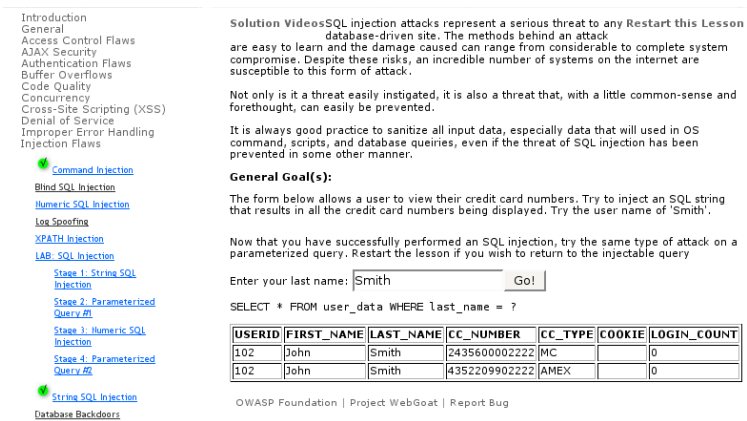 Introduction
General
Access Control Flaws
AJAX Security
Authentication Flaws
Buffer Overflows
Code Quality
Concurrency
Cross-Site Scripting (XSS)
Denial of Service
Improper Error Handling
Injection Flaws
Command Injection
Blind SQL Injection
Numeric SQL Injection
Log Spoofing
XPATH Injection
LAB: SQL Injection
Stage 1: String SQL
Injection
Stage 2: Parameterized
Query #1
Stage 3: Numeric SQL
Injection
Stage 4: Parameterized
Query #2
String SQL Injection
Database Backdoors
Solution Videos SQL injection attacks represent a serious threat to any Restart this Lesson
database-driven site. The methods behind an attack
are easy to learn and the damage caused can range from considerable to complete system
compromise. Despite these risks, an incredible number of systems on the internet are
susceptible to this form of attack.
Not only is it a threat easily instigated, it is also a threat that, with a little common-sense and
forethought, can easily be prevented.
It is always good practice to sanitize all input data, especially data that will used in OS
command, scripts, and database queiries, even if the threat of SQL injection has been
prevented in some other manner.
General Goal(s):
The form below allows a user to view their credit card numbers. Try to inject an SQL string
that results in all the credit card numbers being displayed. Try the user name of 'Smith'.
Now that you have successfully performed an SQL injection, try the same type of attack on a
parameterized query. Restart the lesson if you wish to return to the injectable query
Enter your last name: Smith Go!
SELECT * FROM user_data WHERE last_name = ?
USERID FIRST_NAME LAST_NAME CC_NUMBER CC_TYPE COOKIE LOGIN_COUNT
102 John Smith 2435600002222 MC 0
102 John Smith 4352209902222 AMEX 0
OWASP Foundation | Project WebGoat | Report Bug